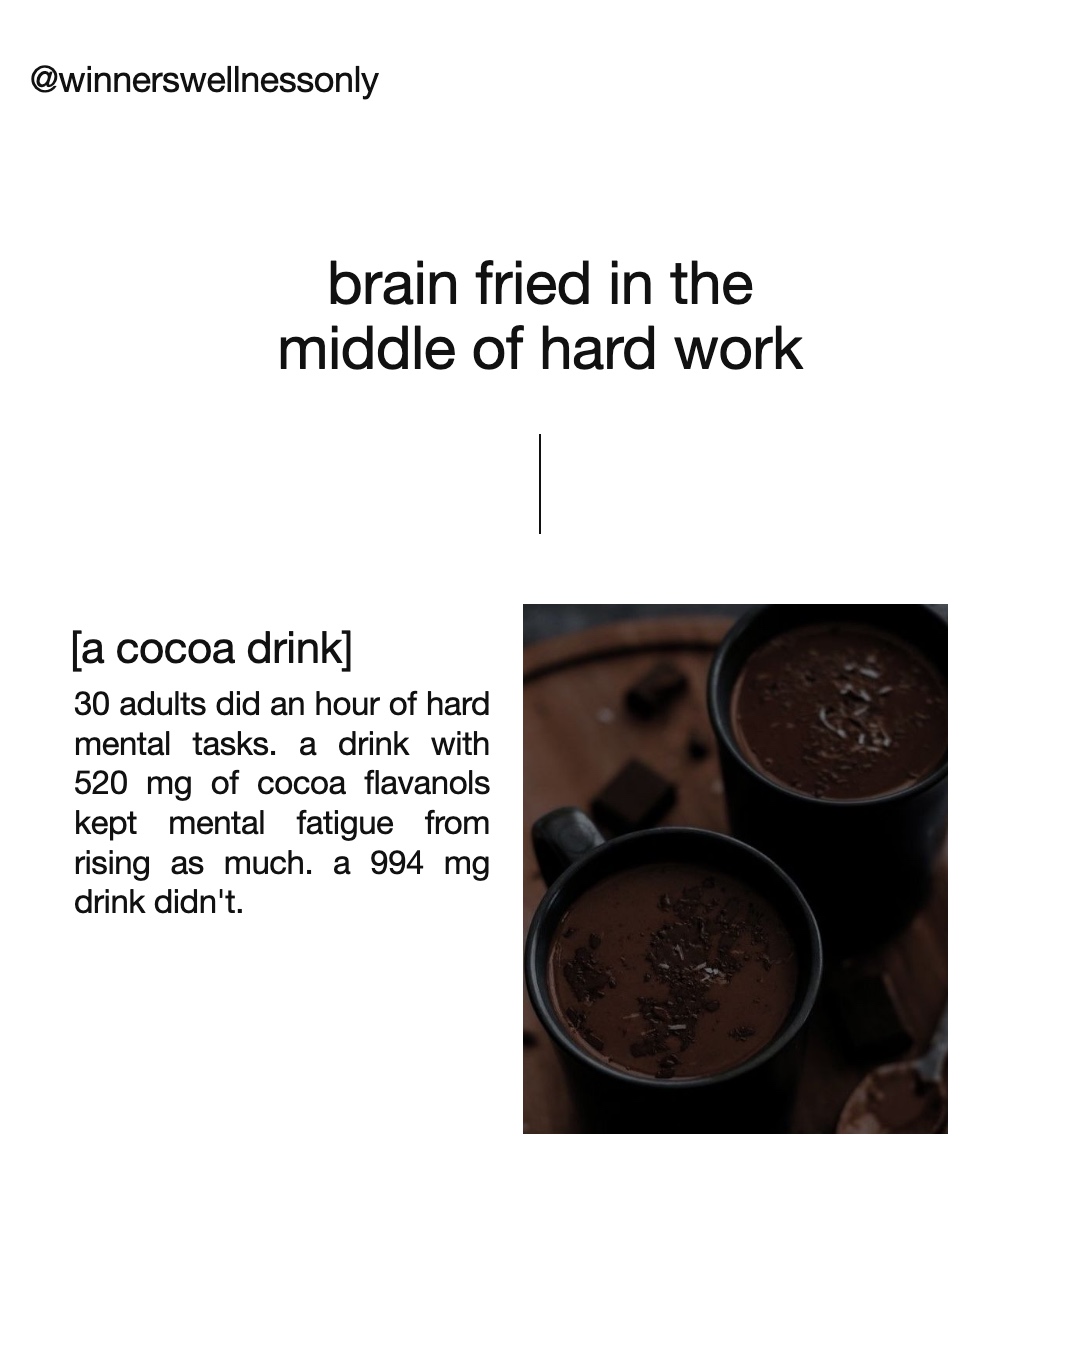 @winnerswellnessonly
brain fried in the
middle of hard work
[a cocoa drink]
30 adults did an hour of hard
mental tasks. a drink with
520 mg of cocoa flavanols
kept mental fatigue from
rising as much. a 994 mg
drink didn't.